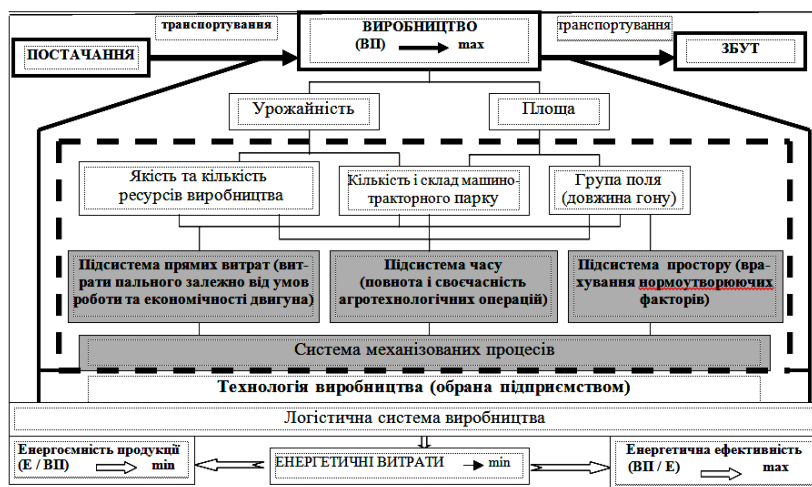 транспортування
ВИРОБНИЦТВО
(ВП) max
транспортування
ПОСТАЧАННЯ
ЗБУТ
Урожайність
Площа
Якість та кількість
ресурсів виробництва
Кількість і склад машино-
тракторного парку
Група поля
(довжина гону)
Підсистема прямих витрат (вит-
рати пального залежно від умов
роботи та економічності двигуна)
Підсистема часу
(повнота і своєчасність
агротехнологічних операцій)
Підсистема простору (вра-
хування нормоутворюючих
факторів)
Система механізованих процесів
Технологія виробництва (обрана підприємством)
Логістична система виробництва
Енергоємність продукції
(Е / ВП) min
ЕНЕРГЕТИЧНІ ВИТРАТИ min
Енергетична ефективність
(ВП / Е) max